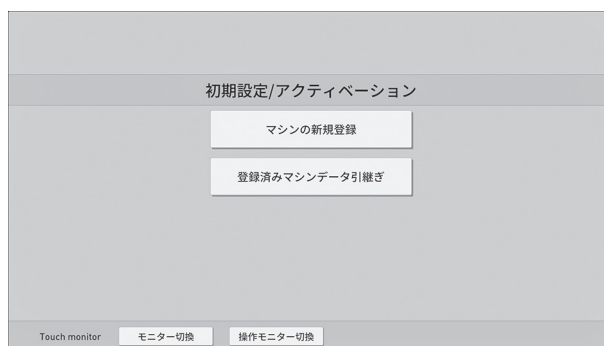 初期設定/アクティベーション
マシンの新規登録
登録済みマシンデータ引継ぎ
Touch monitor モニター切換 操作モニター切換